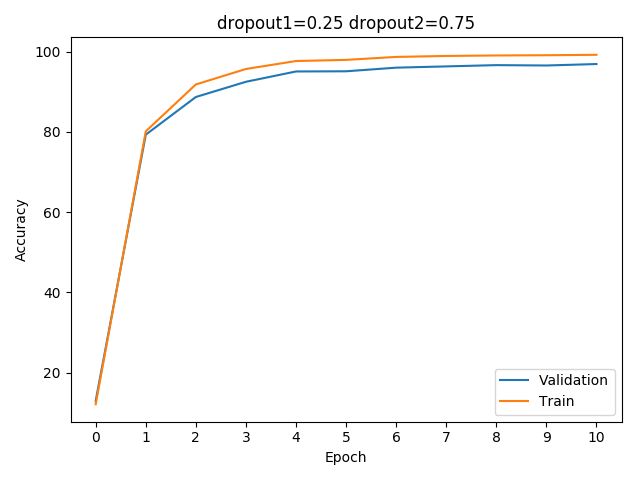 dropout1=0.25 dropout2=0.75
100
80
60
40
20
Accuracy
0 1 2 3 4 5 6 7 8 9 10
Epoch
Validation
Train